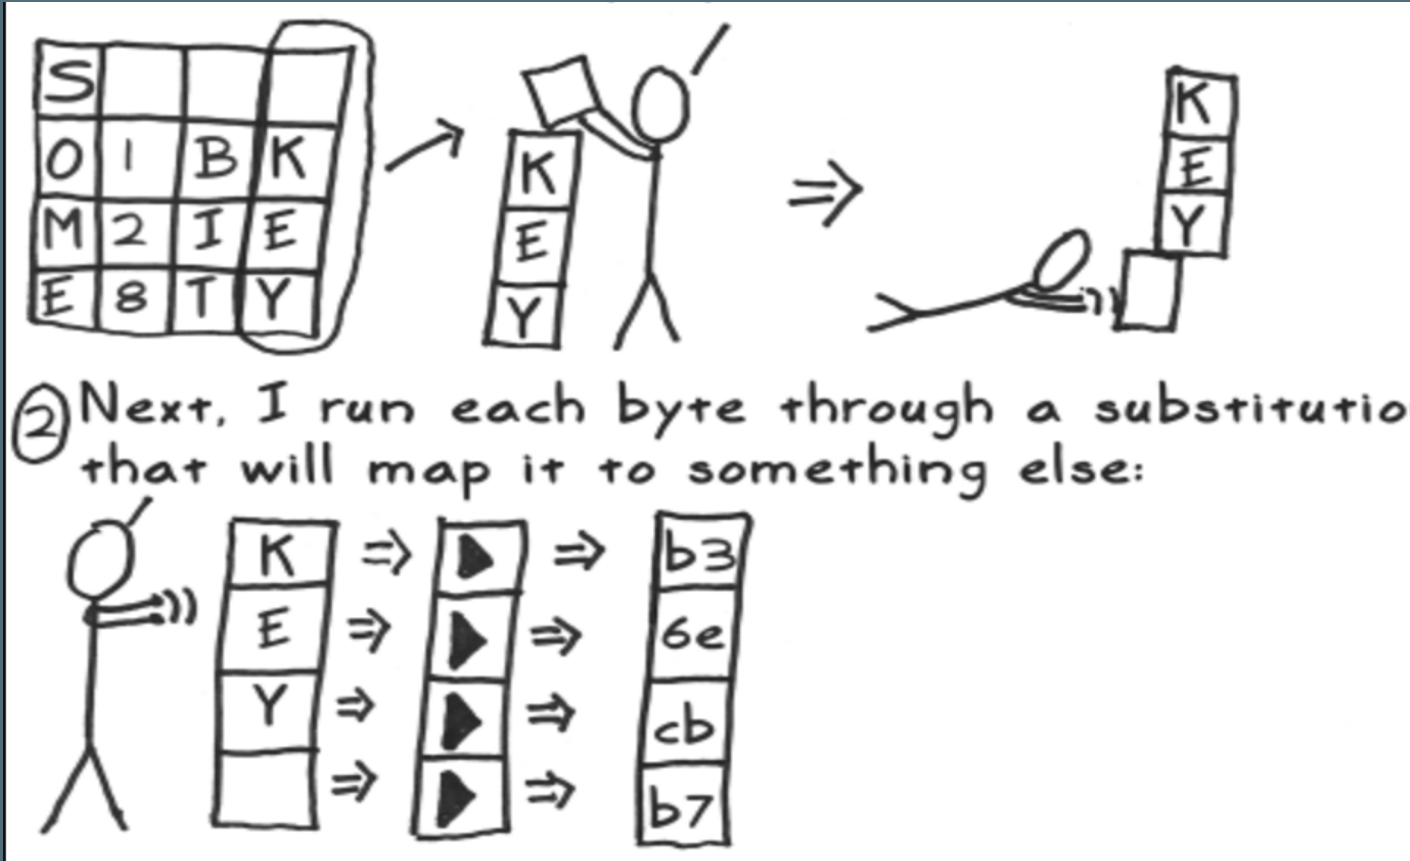 S
O 1 B K
M 2 I E
E 8 T Y
K
E
Y
K
E
Y
2 Next, I run each byte through a substitutio
that will map it to something else:
K b3
E 6e
Y cb
b7